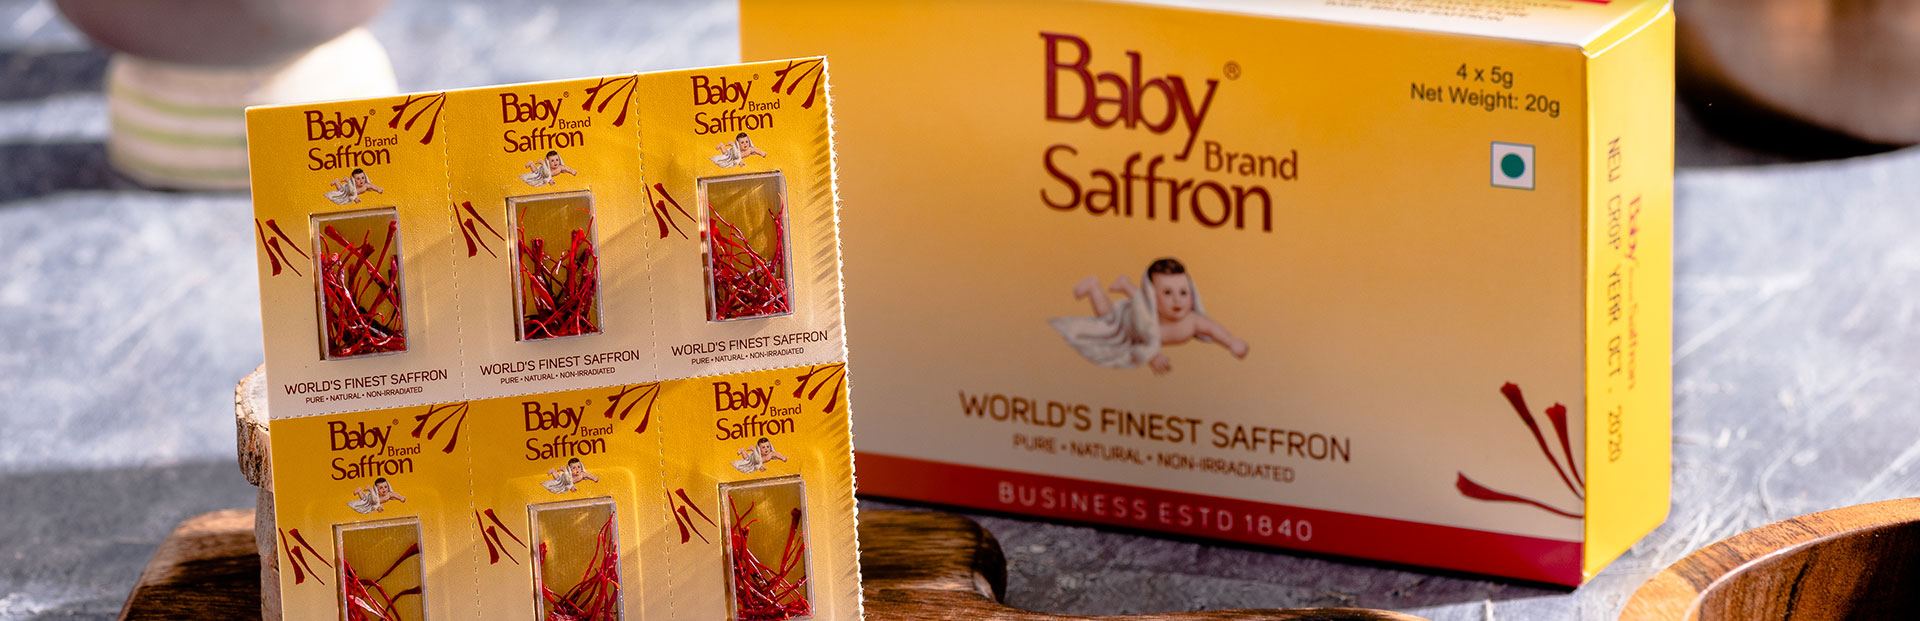 Baby®
Brand
Saffron
WORLD'S FINEST SAFFRON
PURE • NATURAL • NON-IRRADIATED
Baby®
Brand
Saffron
WORLD'S FINEST SAFFRON
PURE • NATURAL • NON-IRRADIATED
Baby®
Brand
Saffron
WORLD'S FINEST SAFFRON
PURE • NATURAL • NON-IRRADIATED
Baby®
Brand
Saffron
Baby®
Brand
Saffron
Baby®
Brand
Saffron
Baby®
Brand
Saffron
4 x 5g
Net Weight: 20g
WORLD'S FINEST SAFFRON
PURE • NATURAL • NON-IRRADIATED
BUSINESS ESTD 1840
Baby Brand Saffron
NEW CROP YEAR OCT. 2020